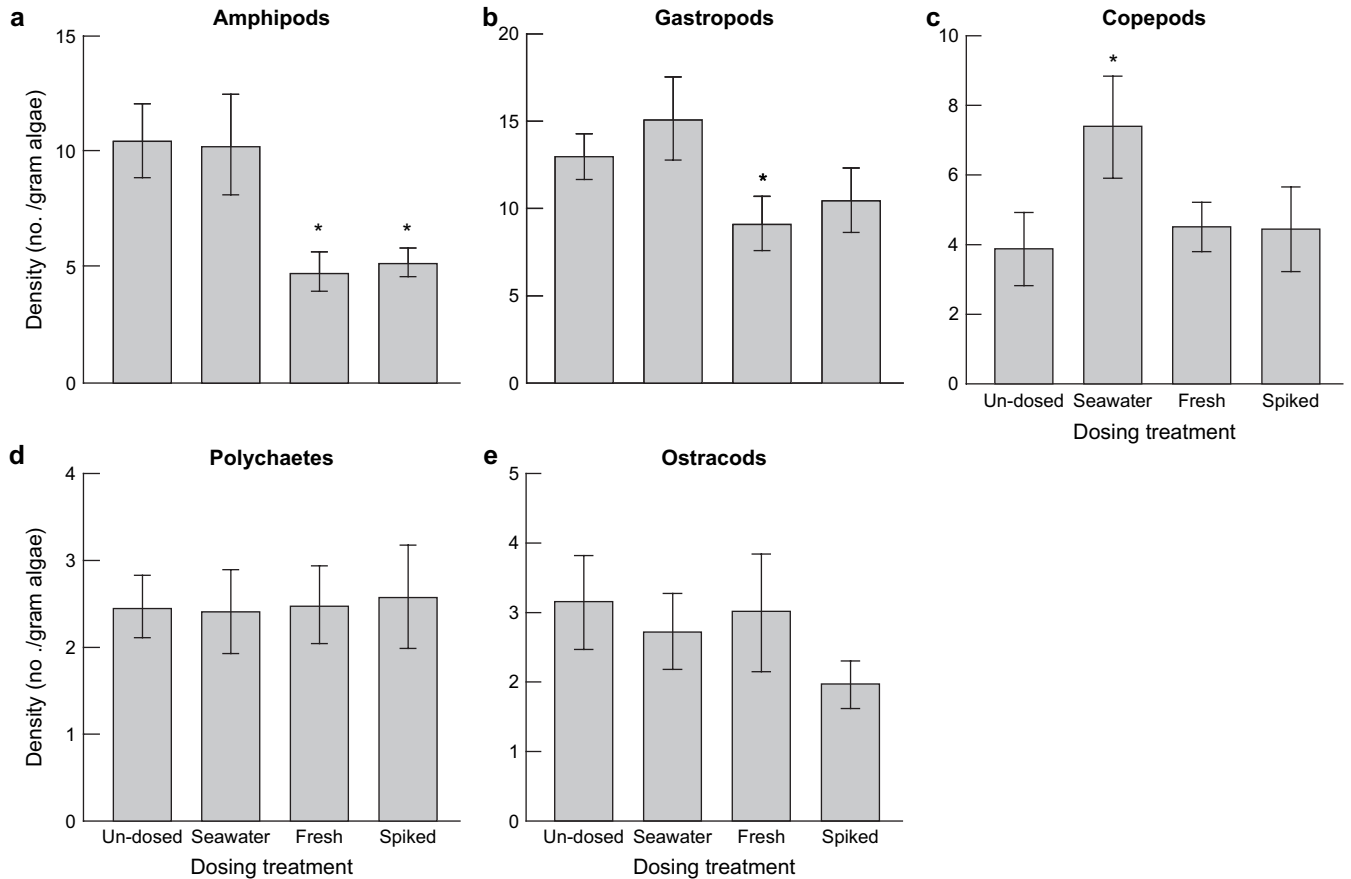 a Amphipods
15
10
5
0
Density (no. /gram algae)
* *
b Gastropods
20
15
10
5
0
*
c Copepods
10
8
6
4
2
0
*
Un-dosed Seawater Fresh Spiked
Dosing treatment
d Polychaetes
4
3
2
1
0
Density (no ./gram algae)
Un-dosed Seawater Fresh Spiked
Dosing treatment
e Ostracods
5
4
3
2
1
0
Un-dosed Seawater Fresh Spiked
Dosing treatment